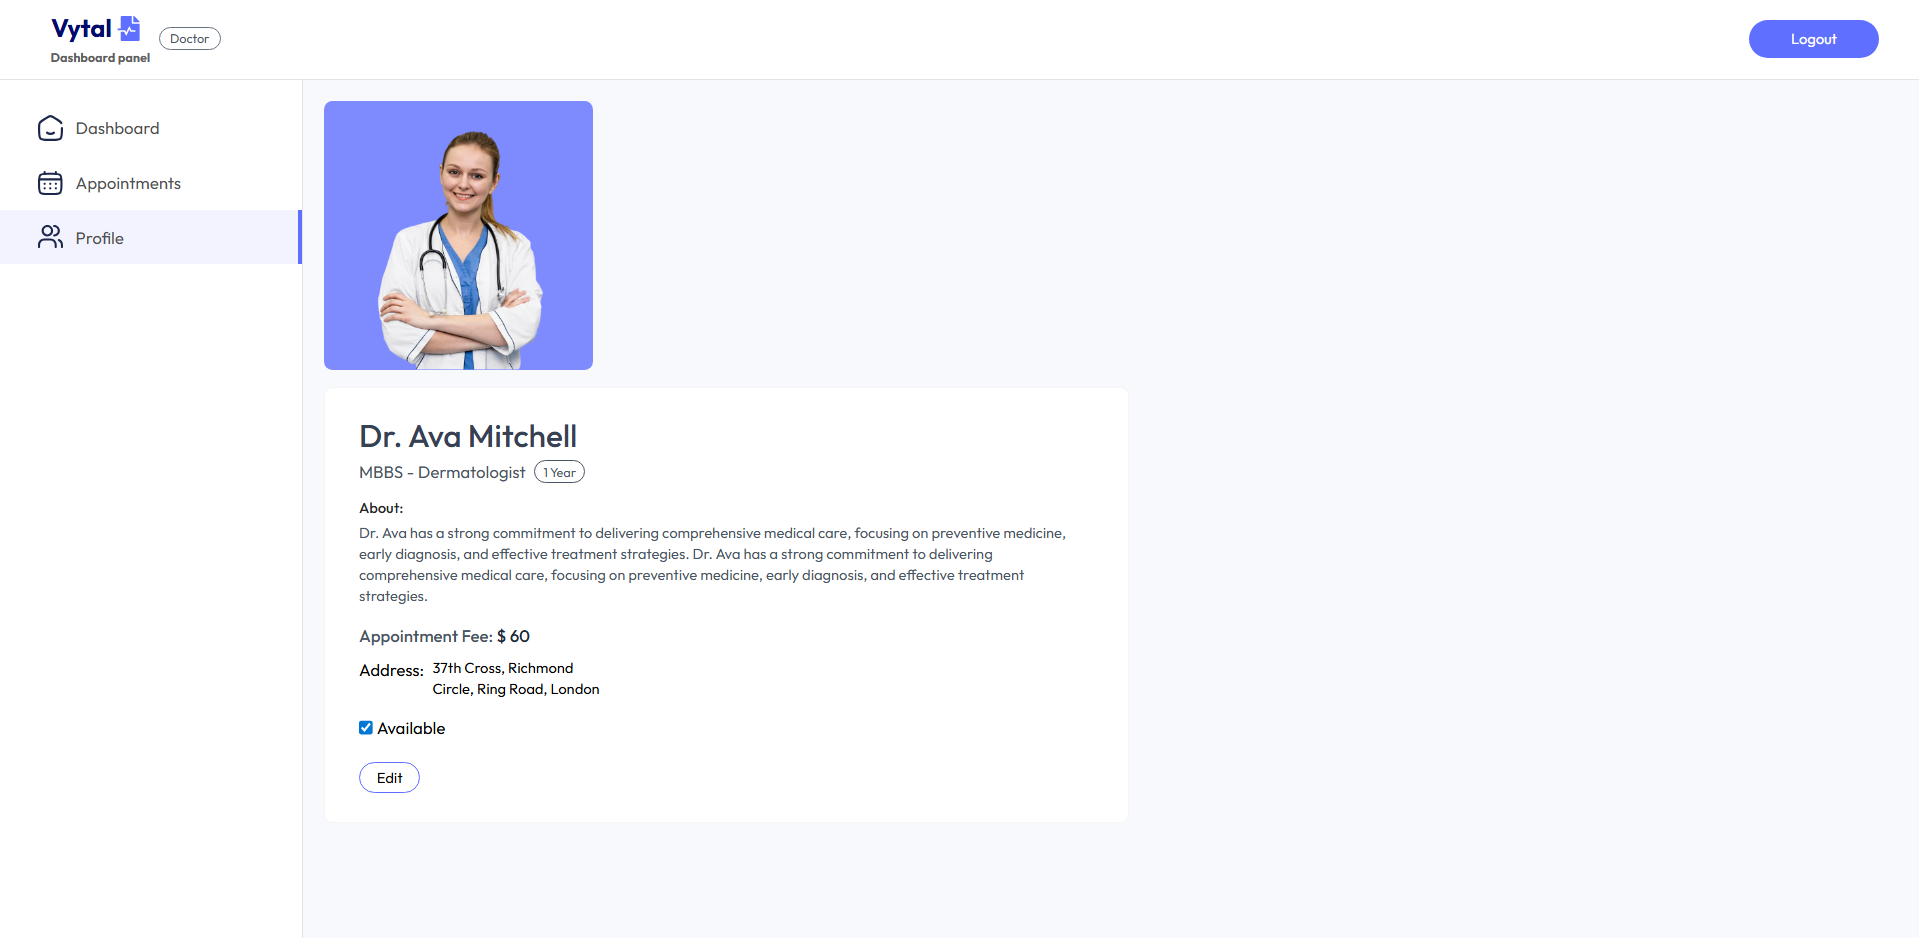 Vytal
Doctor
Dashboard panel
Logout
Dashboard
Appointments
Profile
Dr. Ava Mitchell
MBBS - Dermatologist 1 Year
About:
Dr. Ava has a strong commitment to delivering comprehensive medical care, focusing on preventive medicine,
early diagnosis, and effective treatment strategies. Dr. Ava has a strong commitment to delivering
comprehensive medical care, focusing on preventive medicine, early diagnosis, and effective treatment
strategies.
Appointment Fee: $ 60
Address: 37th Cross, Richmond
Circle, Ring Road, London
Available
Edit